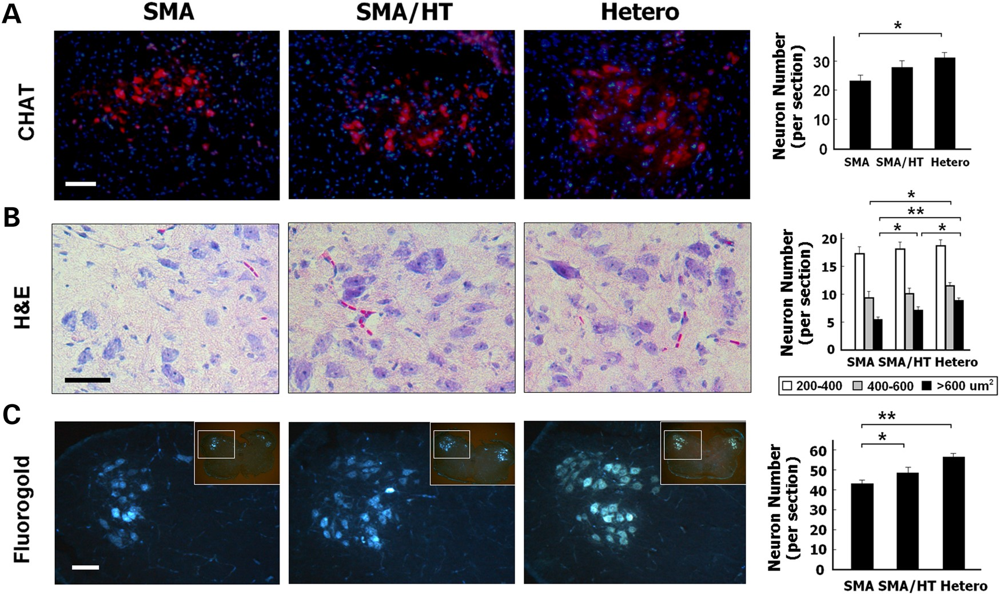 A
SMA
SMA/HT
Hetero
CHAT
Neuron Number
(per section)
*
30
20
10
0
SMA SMA/HT Hetero
B
H&E
Neuron Number
(per section)
*
**
* *
20
15
10
5
0
SMA SMA/HT Hetero
200-400 400-600 >600 um²
C
Fluorogold
Neuron Number
(per section)
**
*
60
50
40
30
20
10
0
SMA SMA/HT Hetero